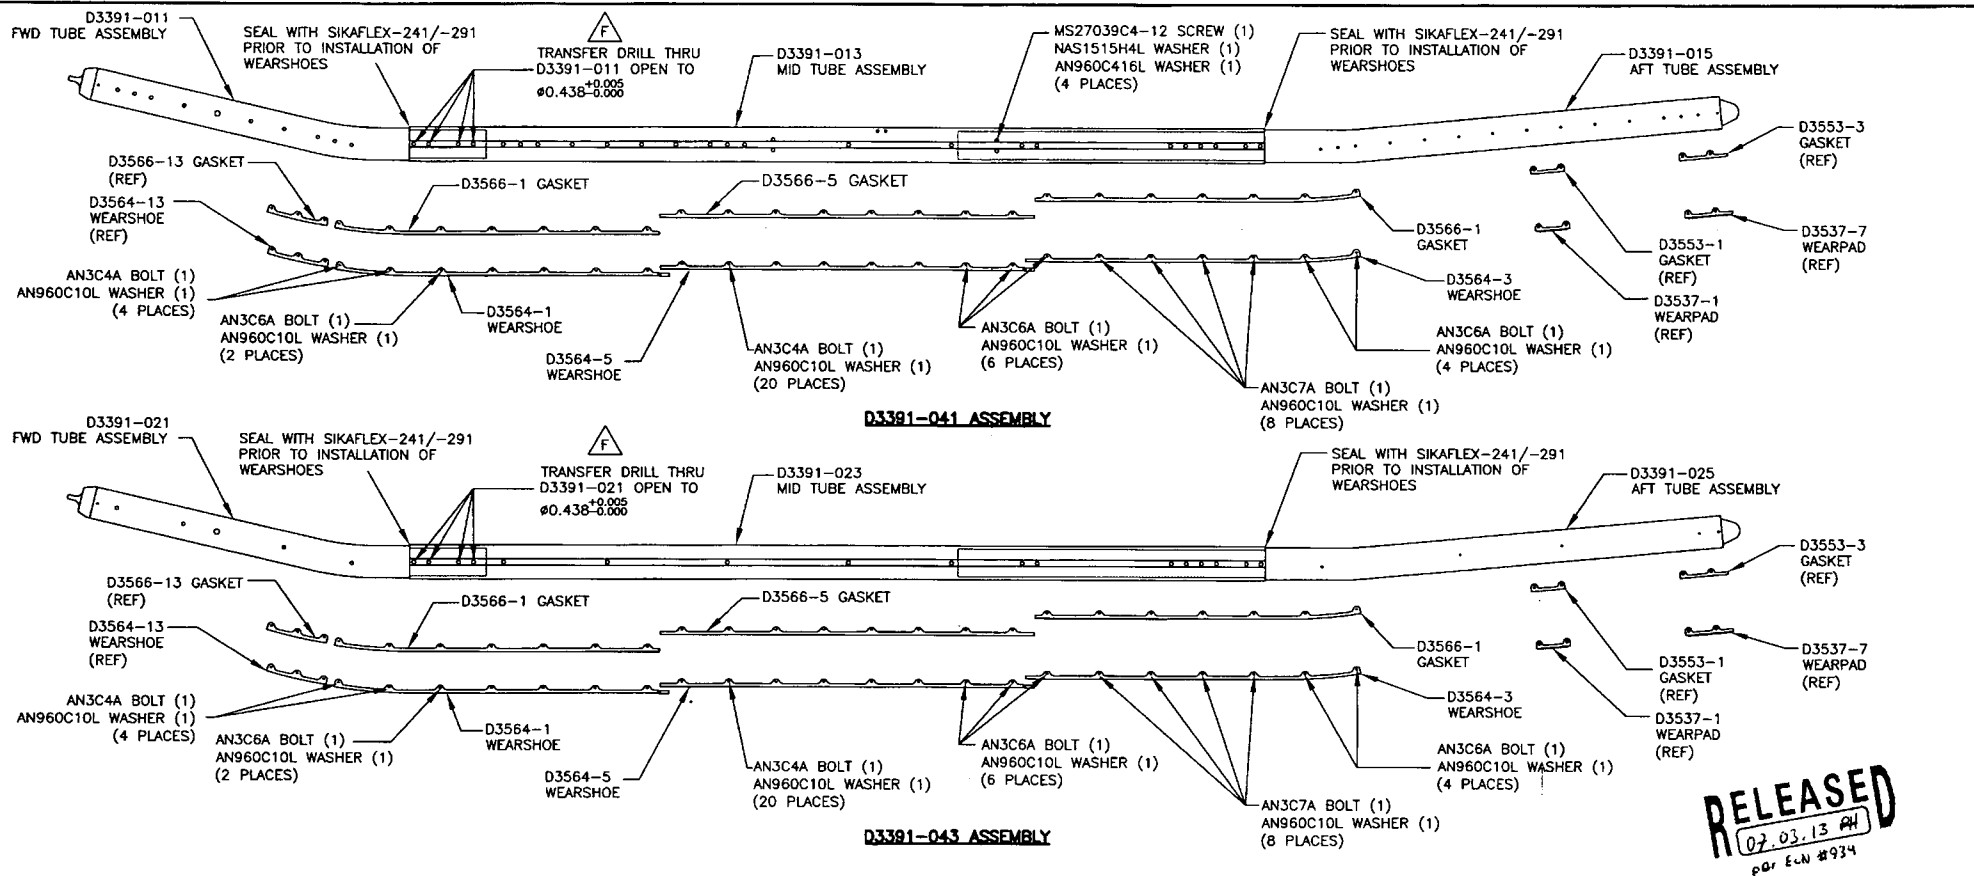 D3391-011
FWD TUBE ASSEMBLY
SEAL WITH SIKAFLEX-241/-291
PRIOR TO INSTALLATION OF
WEARSHOES
F
TRANSFER DRILL THRU
D3391-011 OPEN TO
ø0.438+0.005
-0.000
D3391-013
MID TUBE ASSEMBLY
MS27039C4-12 SCREW (1)
NAS1515H4L WASHER (1)
AN960C416L WASHER (1)
(4 PLACES)
SEAL WITH SIKAFLEX-241/-291
PRIOR TO INSTALLATION OF
WEARSHOES
D3391-015
AFT TUBE ASSEMBLY
D3566-13 GASKET
(REF)
D3564-13
WEARSHOE
(REF)
D3566-1 GASKET
D3566-5 GASKET
D3566-1
GASKET
D3553-3
GASKET
(REF)
D3553-1
GASKET
(REF)
D3537-7
WEARPAD
(REF)
D3537-1
WEARPAD
(REF)
AN3C4A BOLT (1)
AN960C10L WASHER (1)
(4 PLACES)
AN3C6A BOLT (1)
AN960C10L WASHER (1)
(2 PLACES)
D3564-1
WEARSHOE
D3564-5
WEARSHOE
AN3C4A BOLT (1)
AN960C10L WASHER (1)
(20 PLACES)
AN3C6A BOLT (1)
AN960C10L WASHER (1)
(6 PLACES)
D3564-3
WEARSHOE
AN3C6A BOLT (1)
AN960C10L WASHER (1)
(4 PLACES)
AN3C7A BOLT (1)
AN960C10L WASHER (1)
(8 PLACES)
D3391-041 ASSEMBLY
D3391-021
FWD TUBE ASSEMBLY
SEAL WITH SIKAFLEX-241/-291
PRIOR TO INSTALLATION OF
WEARSHOES
F
TRANSFER DRILL THRU
D3391-021 OPEN TO
ø0.438+0.005
-0.000
D3391-023
MID TUBE ASSEMBLY
SEAL WITH SIKAFLEX-241/-291
PRIOR TO INSTALLATION OF
WEARSHOES
D3391-025
AFT TUBE ASSEMBLY
D3566-13 GASKET
(REF)
D3564-13
WEARSHOE
(REF)
D3566-1 GASKET
D3566-5 GASKET
D3566-1
GASKET
D3553-3
GASKET
(REF)
D3553-1
GASKET
(REF)
D3537-7
WEARPAD
(REF)
D3537-1
WEARPAD
(REF)
AN3C4A BOLT (1)
AN960C10L WASHER (1)
(4 PLACES)
AN3C6A BOLT (1)
AN960C10L WASHER (1)
(2 PLACES)
D3564-1
WEARSHOE
D3564-5
WEARSHOE
AN3C4A BOLT (1)
AN960C10L WASHER (1)
(20 PLACES)
AN3C6A BOLT (1)
AN960C10L WASHER (1)
(6 PLACES)
D3564-3
WEARSHOE
AN3C6A BOLT (1)
AN960C10L WASHER (1)
(4 PLACES)
AN3C7A BOLT (1)
AN960C10L WASHER (1)
(8 PLACES)
D3391-043 ASSEMBLY
RELEASED
07.03.13
per ECN #934